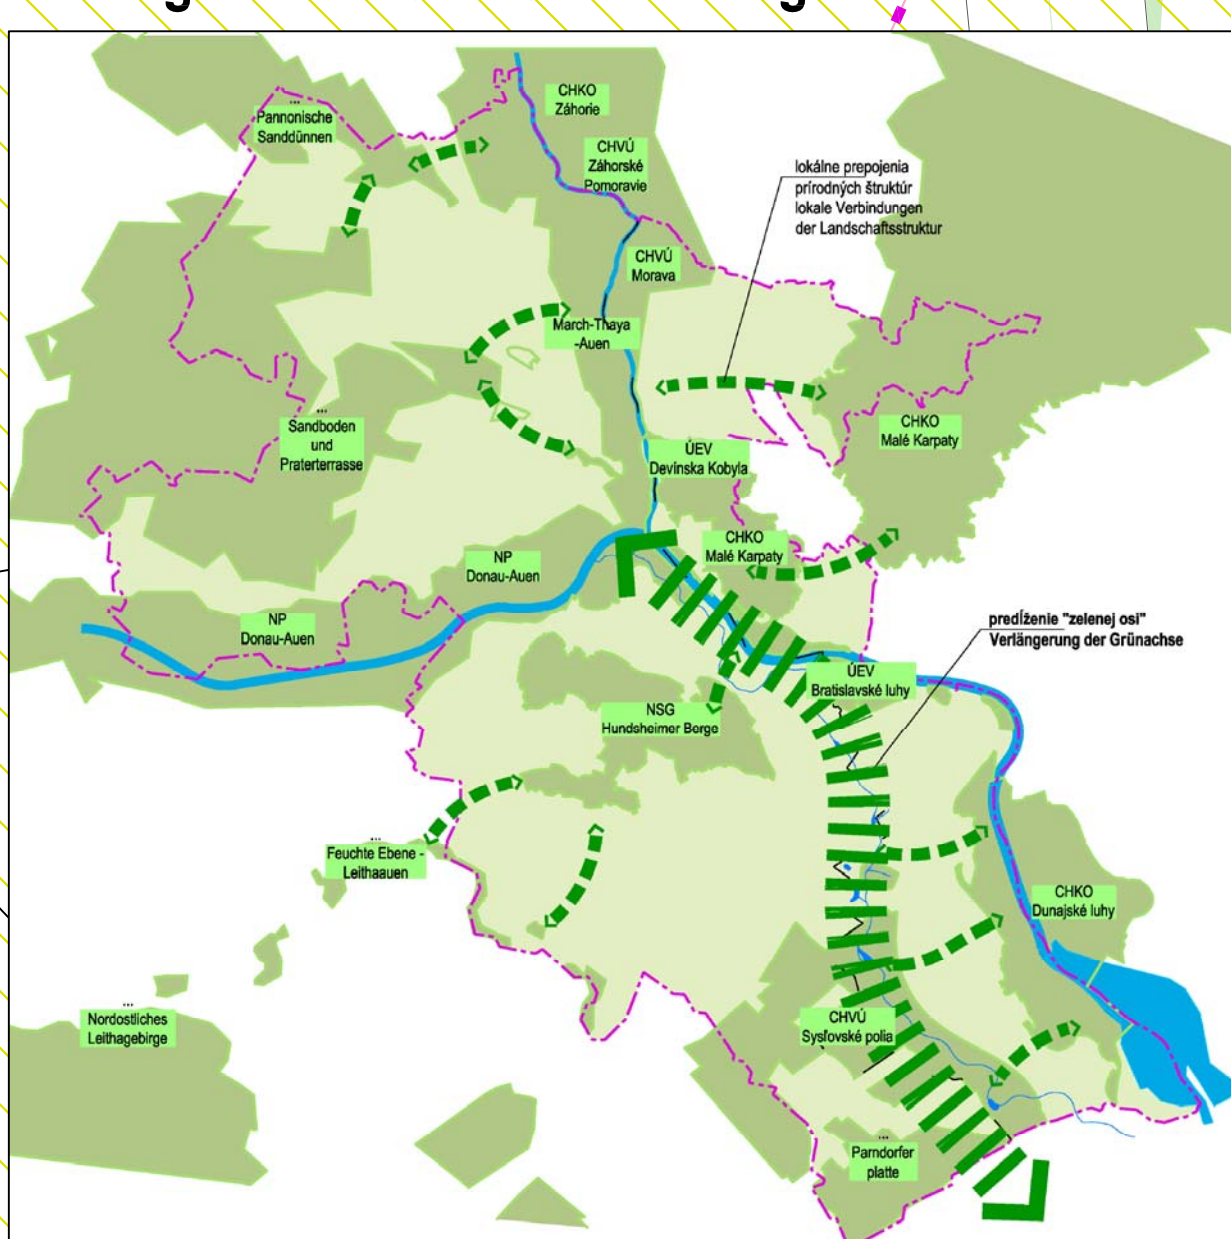 g
g
CHKO
Záhorie
...
Pannonische
Sanddünnen
CHVÚ
Záhorské
Pomoravie
lokálne prepojenia
prírodných štruktúr
lokale Verbindungen
der Landschaftsstruktur
CHVÚ
Morava
March-Thaya
-Auen
...
Sandboden
und
Praterterrasse
CHKO
Malé Karpaty
ÚEV
Devínska Kobyla
CHKO
Malé Karpaty
NP
Donau-Auen
NP
Donau-Auen
predĺženie "zelenej osi"
Verlängerung der Grünachse
ÚEV
Bratislavské luhy
NSG
Hundsheimer Berge
...
Feuchte Ebene -
Leithaauen
CHKO
Dunajské luhy
...
Nordostliches
Leithagebirge
CHVÚ
Sysľovské polia
...
Parndorfer
platte